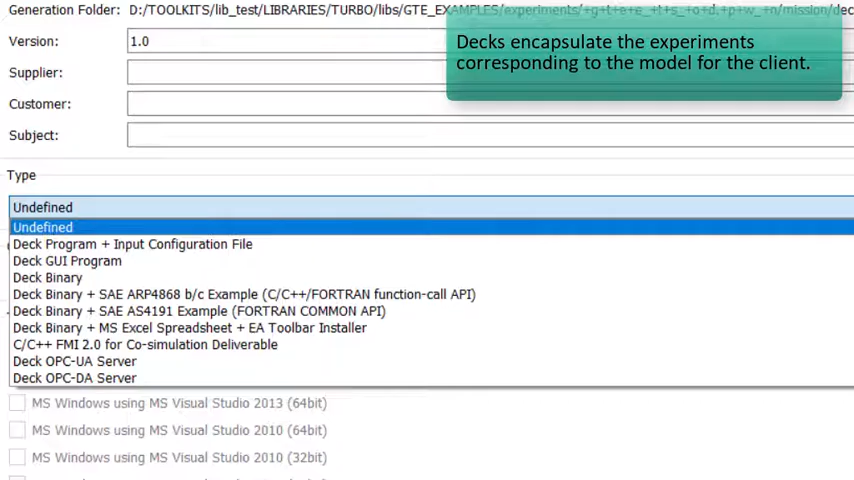 Generation Folder: D:/TOOLKITS/lib_test/LIBRARIES/TURBO/libs/GTE_EXAMPLES/experiments/
Version: 1.0
Decks encapsulate the experiments
corresponding to the model for the client.
Supplier:
Customer:
Subject:
Type
Undefined
Undefined
Deck Program + Input Configuration File
Deck GUI Program
Deck Binary
Deck Binary + SAE ARP4868 b/c Example (C/C++/FORTRAN function-call API)
Deck Binary + SAE AS4191 Example (FORTRAN COMMON API)
Deck Binary + MS Excel Spreadsheet + EA Toolbar Installer
C/C++ FMI 2.0 for Co-simulation Deliverable
Deck OPC-UA Server
Deck OPC-DA Server
MS Windows using MS Visual Studio 2013 (64bit)
MS Windows using MS Visual Studio 2010 (64bit)
MS Windows using MS Visual Studio 2010 (32bit)